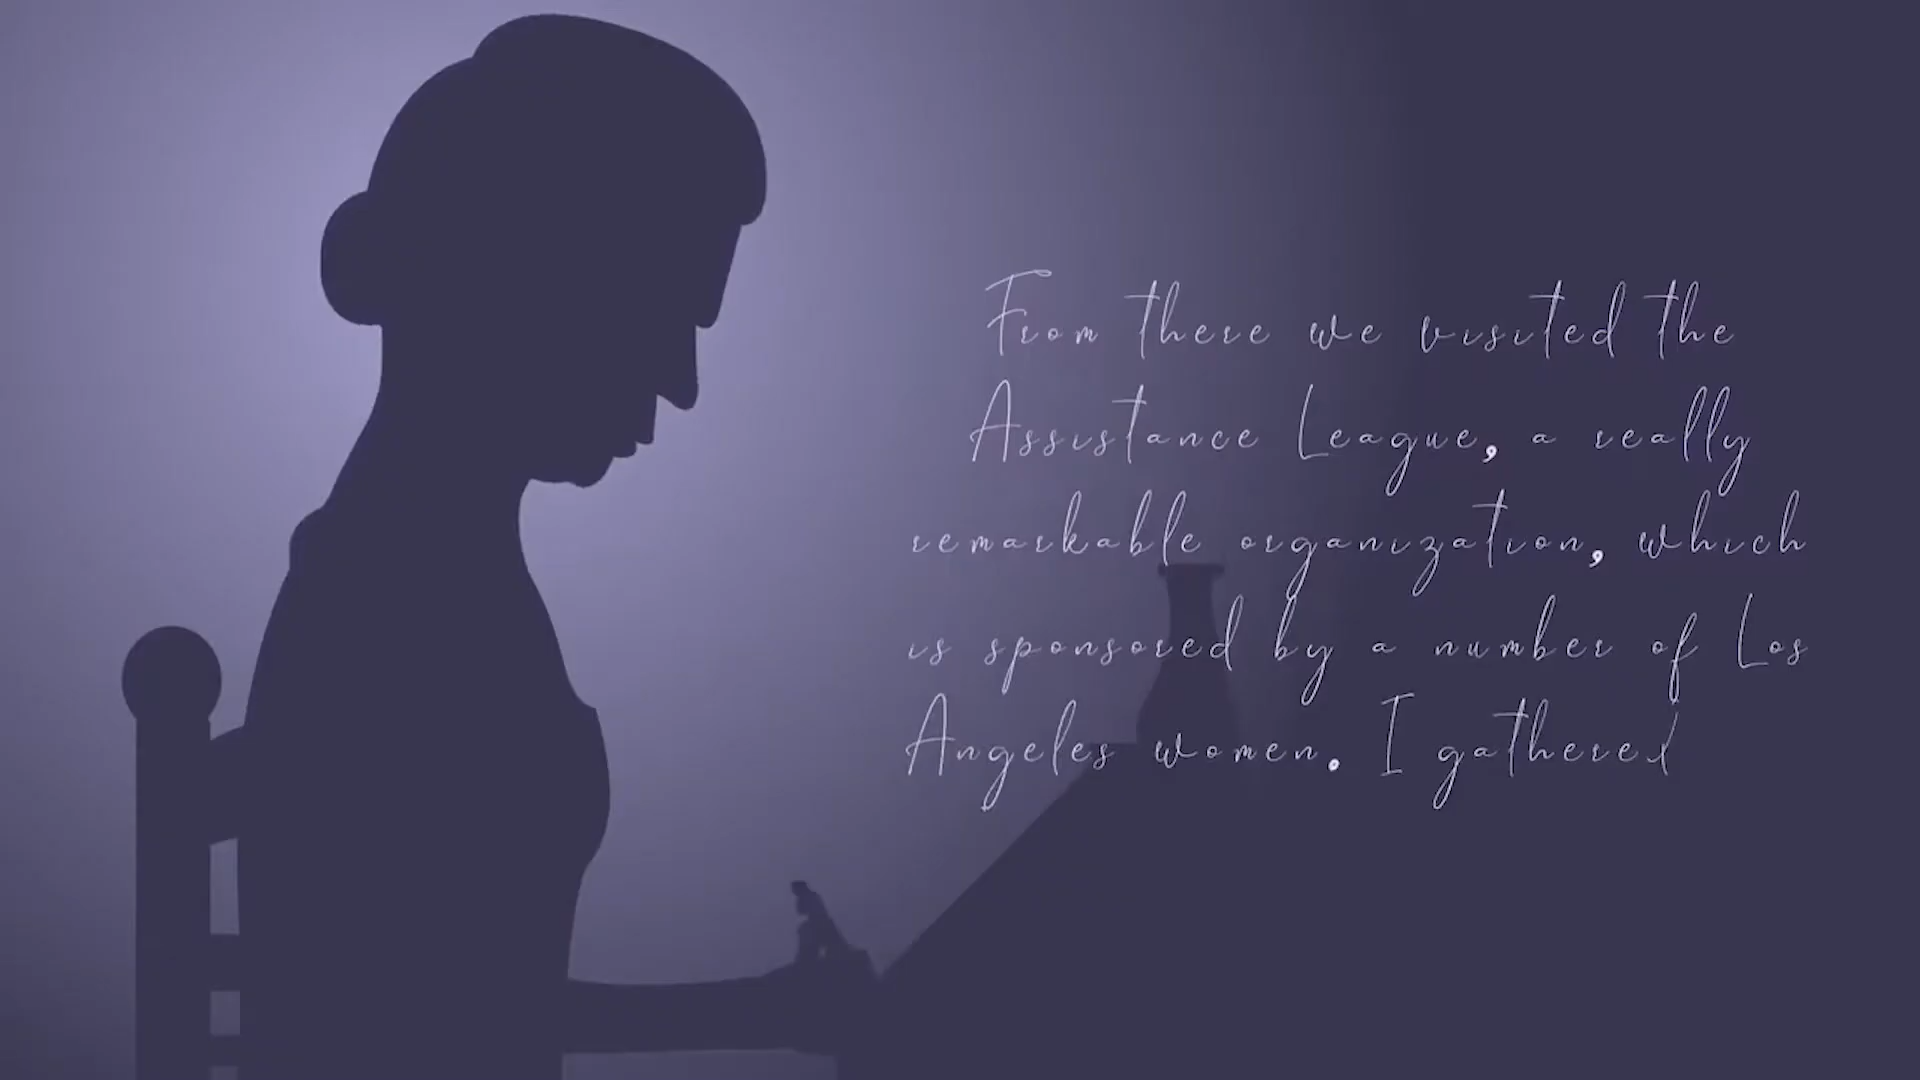 From there we visited the
Assistance League, a really
remarkable organization, which
is sponsored by a number of Los
Angeles women. I gathered